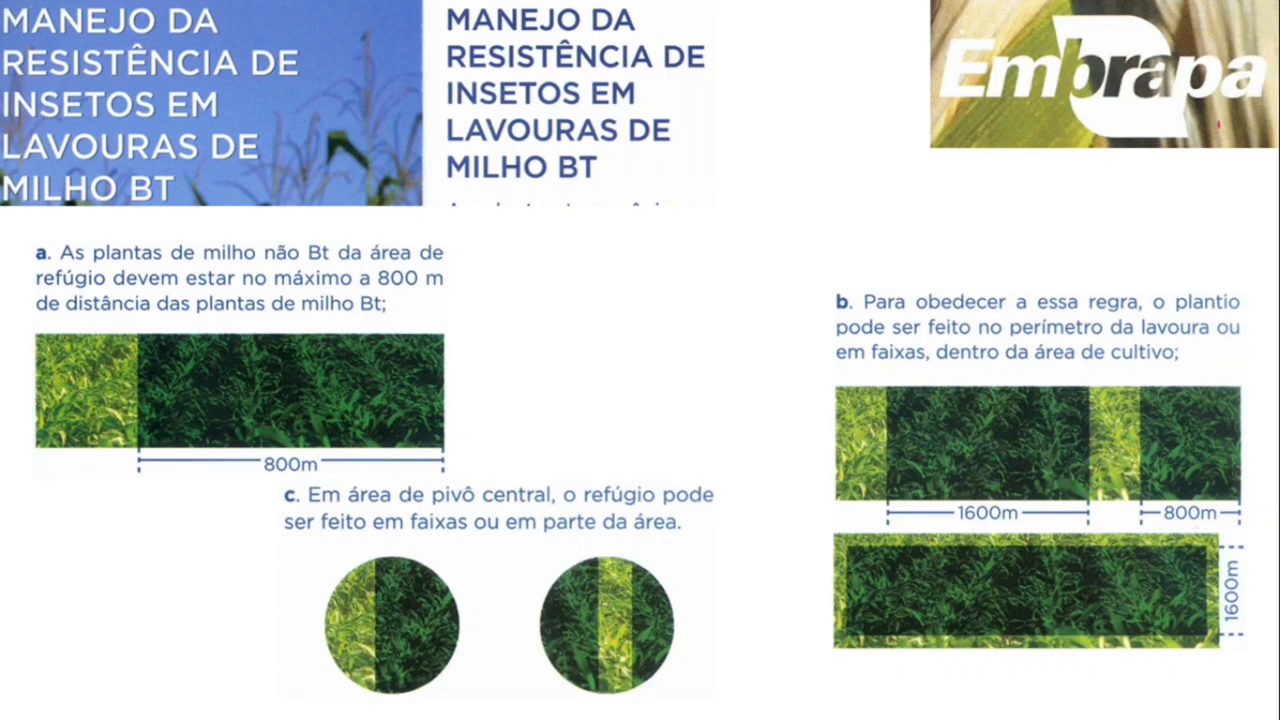 MANEJO DA
RESISTÊNCIA DE
INSETOS EM
LAVOURAS DE
MILHO BT
MANEJO DA
RESISTÊNCIA DE
INSETOS EM
LAVOURAS DE
MILHO BT
Embrapa
a. As plantas de milho não Bt da área de
refúgio devem estar no máximo a 800 m
de distância das plantas de milho Bt;
800m
b. Para obedecer a essa regra, o plantio
pode ser feito no perímetro da lavoura ou
em faixas, dentro da área de cultivo;
1600m
800m
1600m
c. Em área de pivô central, o refúgio pode
ser feito em faixas ou em parte da área.